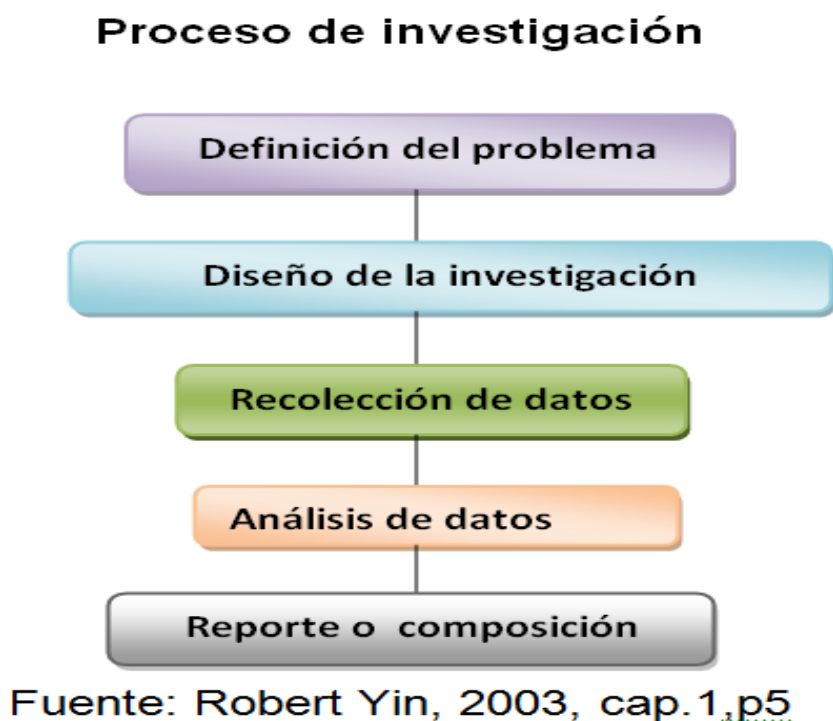 Proceso de investigación
Definición del problema
Diseño de la investigación
Recolección de datos
Análisis de datos
Reporte o composición
Fuente: Robert Yin, 2003, cap.1,p5